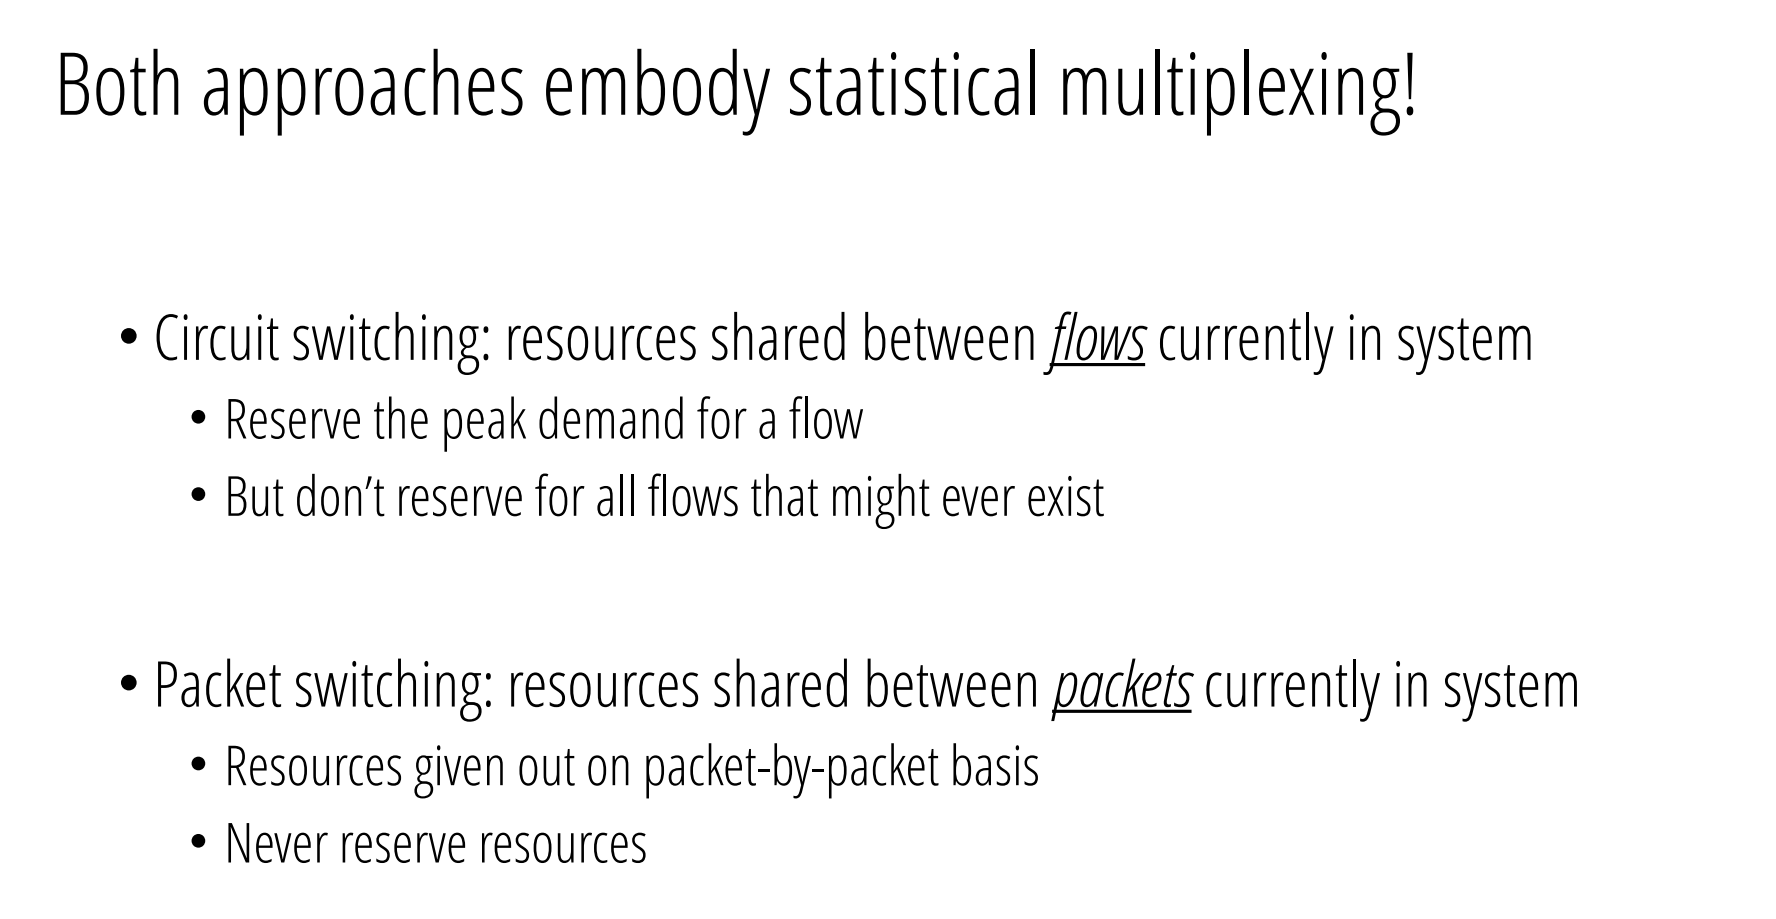 Both approaches embody statistical multiplexing!
• Circuit switching: resources shared between flows currently in system
• Reserve the peak demand for a flow
• But don’t reserve for all flows that might ever exist
• Packet switching: resources shared between packets currently in system
• Resources given out on packet-by-packet basis
• Never reserve resources